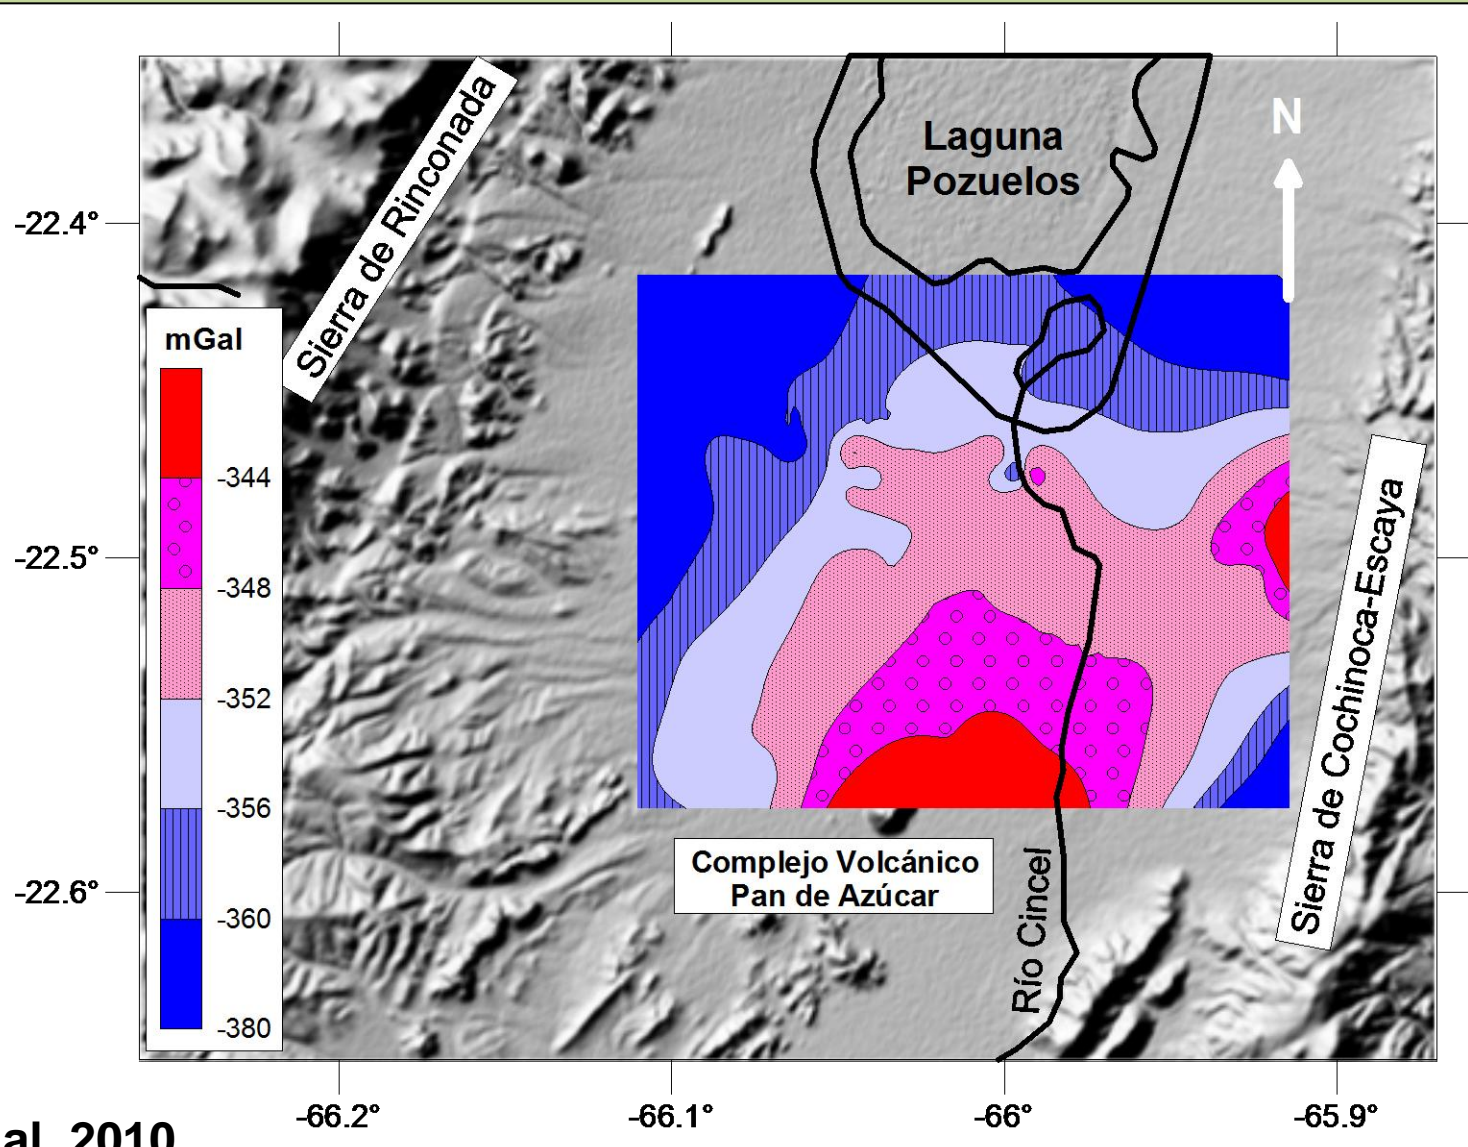 Laguna
Pozuelos
N
Sierra de Rinconada
-22.4°
mGal
-344
-348
-352
-356
-360
-380
-22.5°
-22.6°
Sierra de Cochinoca-Escaya
Complejo Volcánico
Pan de Azúcar
Río Cincel
-66.2°
-66.1°
-66°
-65.9°
al, 2010